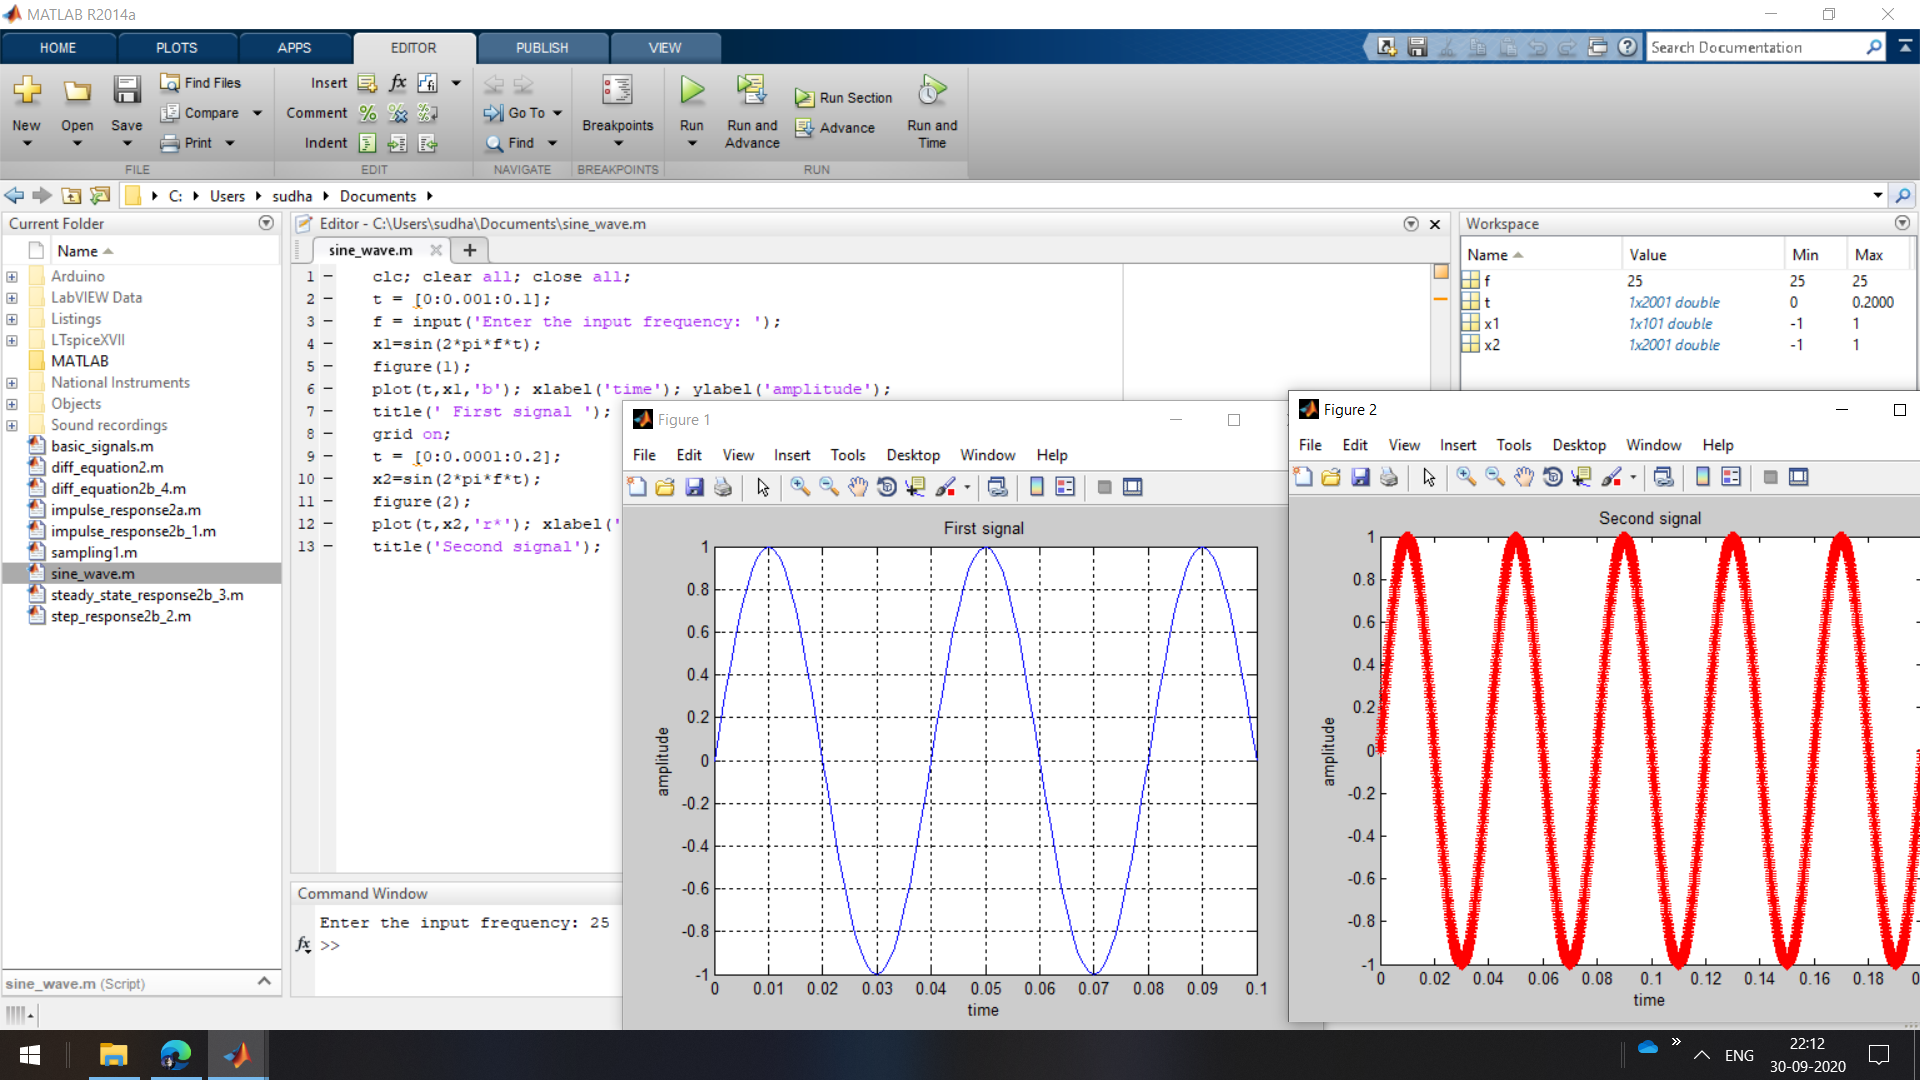 MATLAB R2014a
HOME PLOTS APPS EDITOR PUBLISH VIEW
Search Documentation
New Open Save
Find Files
Compare
Print
FILE
Insert
Comment
Indent
EDIT
Go To
Find
NAVIGATE
Breakpoints
BREAKPOINTS
Run
Run and Advance
Run Section
Advance
Run and Time
RUN
C: Users sudha Documents
Current Folder
Name
Arduino
LabVIEW Data
Listings
LTspiceXVII
MATLAB
National Instruments
Objects
Sound recordings
basic_signals.m
diff_equation2.m
diff_equation2b_4.m
impulse_response2a.m
impulse_response2b_1.m
sampling1.m
sine_wave.m
steady_state_response2b_3.m
step_response2b_2.m
sine_wave.m (Script)
Editor - C:\Users\sudha\Documents\sine_wave.m
sine_wave.m
1 clc; clear all; close all;
2 t = [0:0.001:0.1];
3 f = input('Enter the input frequency: ');
4 x1=sin(2*pi*f*t);
5 figure(1);
6 plot(t,x1,'b'); xlabel('time'); ylabel('amplitude');
7 title(' First signal ');
8 grid on;
9 t = [0:0.0001:0.2];
10 x2=sin(2*pi*f*t);
11 figure(2);
12 plot(t,x2,'r*'); xlabel('
13 title('Second signal');
Command Window
Enter the input frequency: 25
fx >>
Workspace
Name Value Min Max
f 25 25 25
t 1x2001 double 0 0.2000
x1 1x101 double -1 1
x2 1x2001 double -1 1
Figure 1
File Edit View Insert Tools Desktop Window Help
First signal
1
0.8
0.6
0.4
0.2
0
-0.2
-0.4
-0.6
-0.8
-1
amplitude
0 0.01 0.02 0.03 0.04 0.05 0.06 0.07 0.08 0.09 0.1
time
Figure 2
File Edit View Insert Tools Desktop Window Help
Second signal
1
0.8
0.6
0.4
0.2
0
-0.2
-0.4
-0.6
-0.8
-1
amplitude
0 0.02 0.04 0.06 0.08 0.1 0.12 0.14 0.16 0.18 0
time
ENG
22:12
30-09-2020